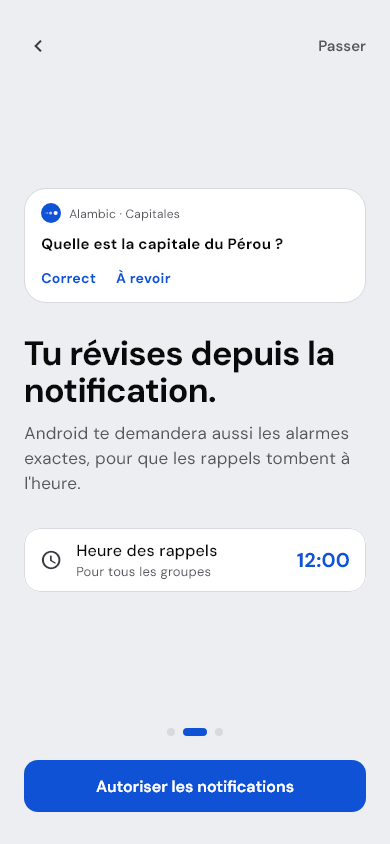 Passer
Alambic · Capitales
Quelle est la capitale du Pérou ?
Correct À revoir
Tu révises depuis la
notification.
Android te demandera aussi les alarmes
exactes, pour que les rappels tombent à
l'heure.
Heure des rappels
Pour tous les groupes
12:00
Autoriser les notifications